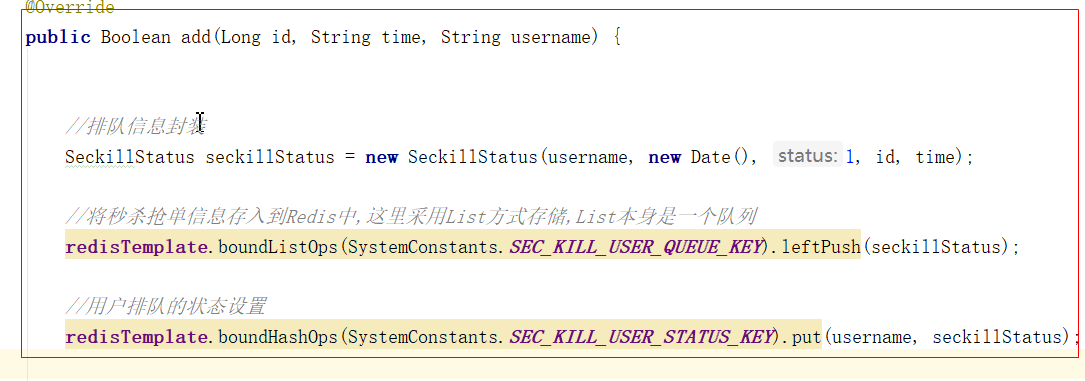 @Override
public Boolean add(Long id, String time, String username) {
//排队信息封装
SeckillStatus seckillStatus = new SeckillStatus(username, new Date(), status: 1, id, time);
//将秒杀抢单信息存入到Redis中,这里采用List方式存储,List本身是一个队列
redisTemplate.boundListOps(SystemConstants.SEC_KILL_USER_QUEUE_KEY).leftPush(seckillStatus);
//用户排队的状态设置
redisTemplate.boundHashOps(SystemConstants.SEC_KILL_USER_STATUS_KEY).put(username, seckillStatus);